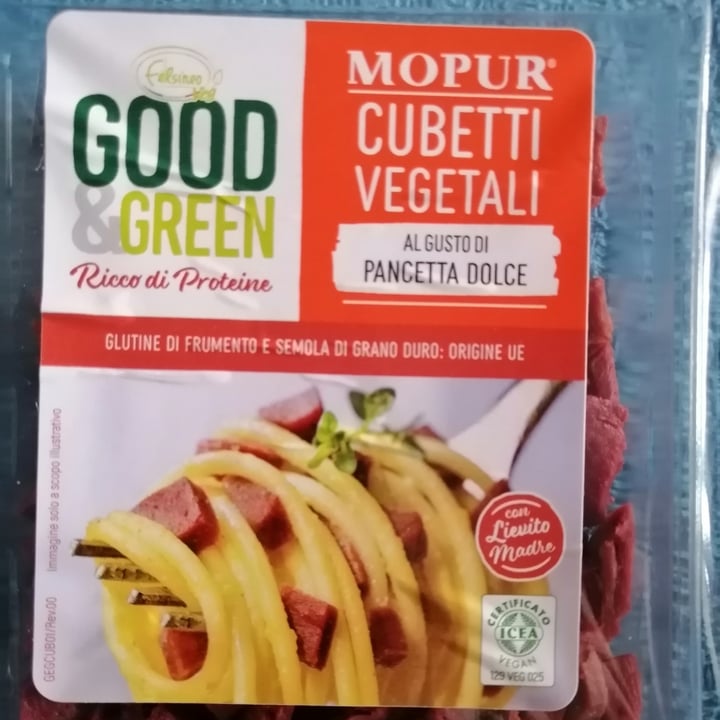 Felsineo
veg
GOOD
&GREEN
Ricco di Proteine
MOPUR®
CUBETTI
VEGETALI
AL GUSTO DI
PANCETTA DOLCE
GLUTINE DI FRUMENTO E SEMOLA DI GRANO DURO: ORIGINE UE
Immagine solo a scopo illustrativo
GEGCUB01/Rev.00
con
Lievito
Madre
CERTIFICATO
ICEA
VEGAN
129 VEG 025